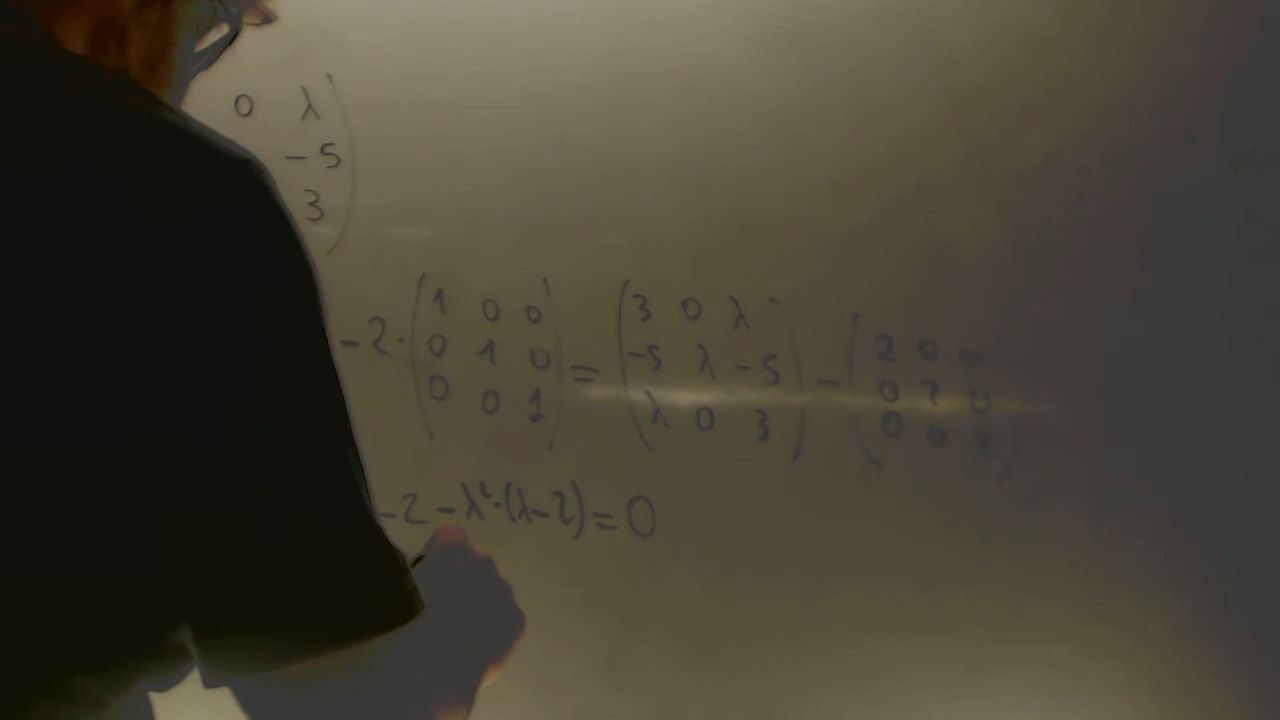 0 λ
- 5
3
- 2 · ( 1 0 0 ) = ( 3 0 λ ) - ( 2 0 0 )
0 1 0 -5 λ -5 0 2 0
0 0 1 λ 0 3 0 0 2
- 2 - λ² · (λ - 2) = 0